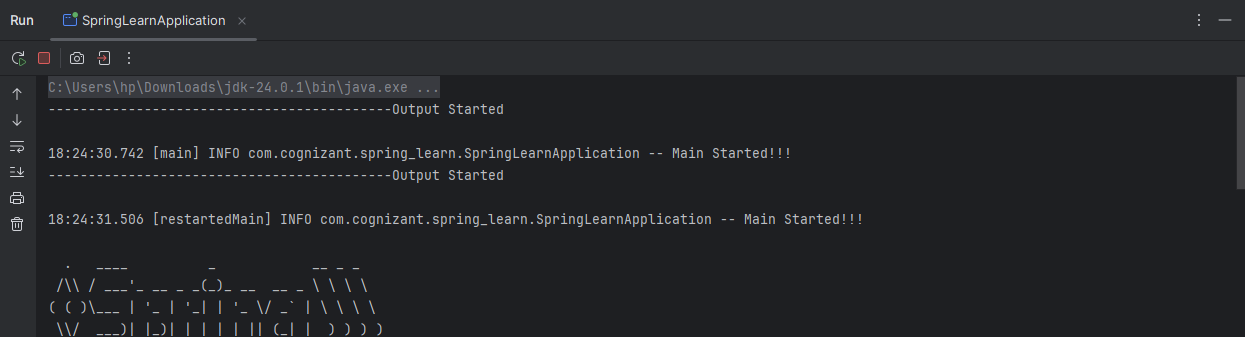 Run SpringLearnApplication
C:\Users\hp\Downloads\jdk-24.0.1\bin\java.exe ...
-------------------------------------------Output Started
18:24:30.742 [main] INFO com.cognizant.spring_learn.SpringLearnApplication -- Main Started!!!
-------------------------------------------Output Started
18:24:31.506 [restartedMain] INFO com.cognizant.spring_learn.SpringLearnApplication -- Main Started!!!
  .   ____          _            __ _ _
 /\\ / ___'_ __ _ _(_)_ __  __ _ \ \ \ \
( ( )\___ | '_ | '_| | '_ \/ _` | \ \ \ \
 \\/  ___)| |_)| | | | | || (_| |  ) ) ) )